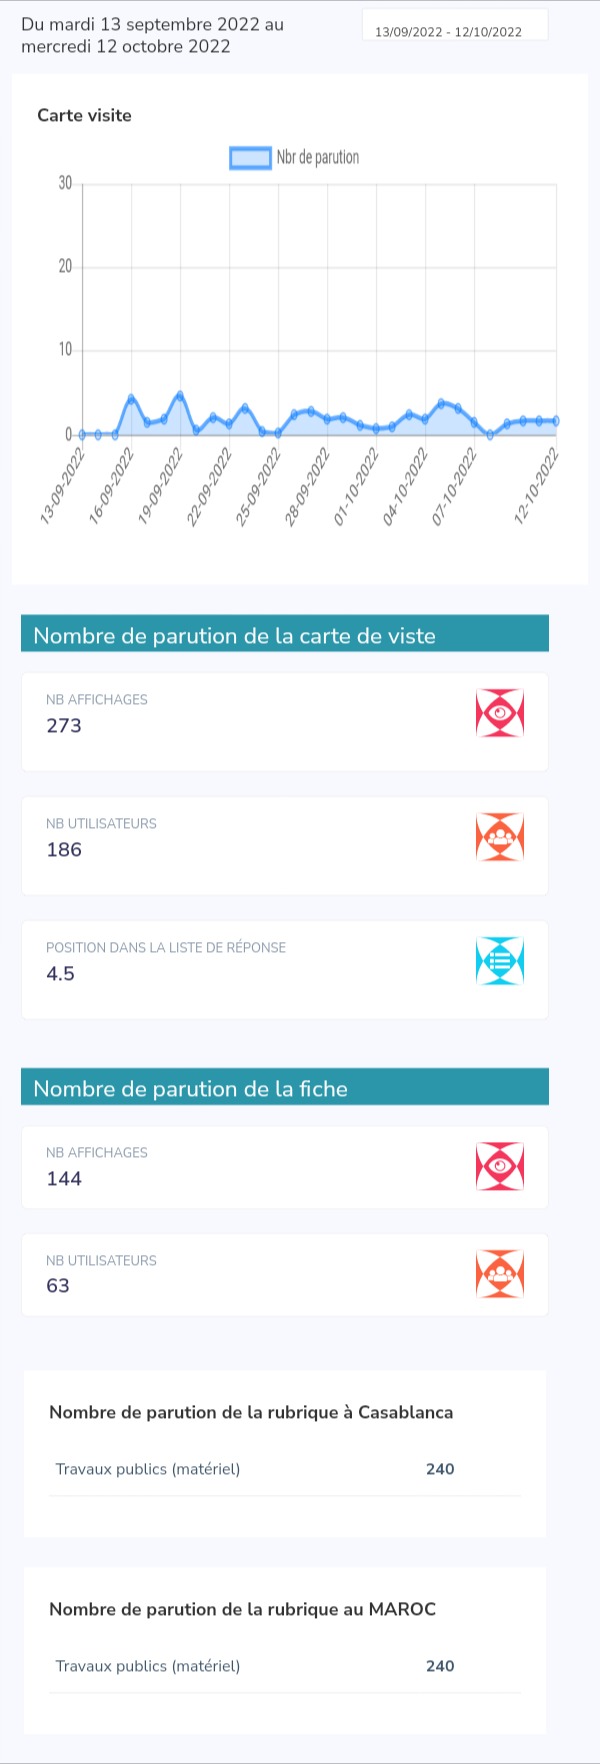 Du mardi 13 septembre 2022 au
mercredi 12 octobre 2022
13/09/2022 - 12/10/2022
Carte visite
Nbr de parution
30
20
10
0
13-09-2022
16-09-2022
19-09-2022
22-09-2022
25-09-2022
28-09-2022
01-10-2022
04-10-2022
07-10-2022
12-10-2022
Nombre de parution de la carte de viste
NB AFFICHAGES
273
NB UTILISATEURS
186
POSITION DANS LA LISTE DE RÉPONSE
4.5
Nombre de parution de la fiche
NB AFFICHAGES
144
NB UTILISATEURS
63
Nombre de parution de la rubrique à Casablanca
Travaux publics (matériel) 240
Nombre de parution de la rubrique au MAROC
Travaux publics (matériel) 240